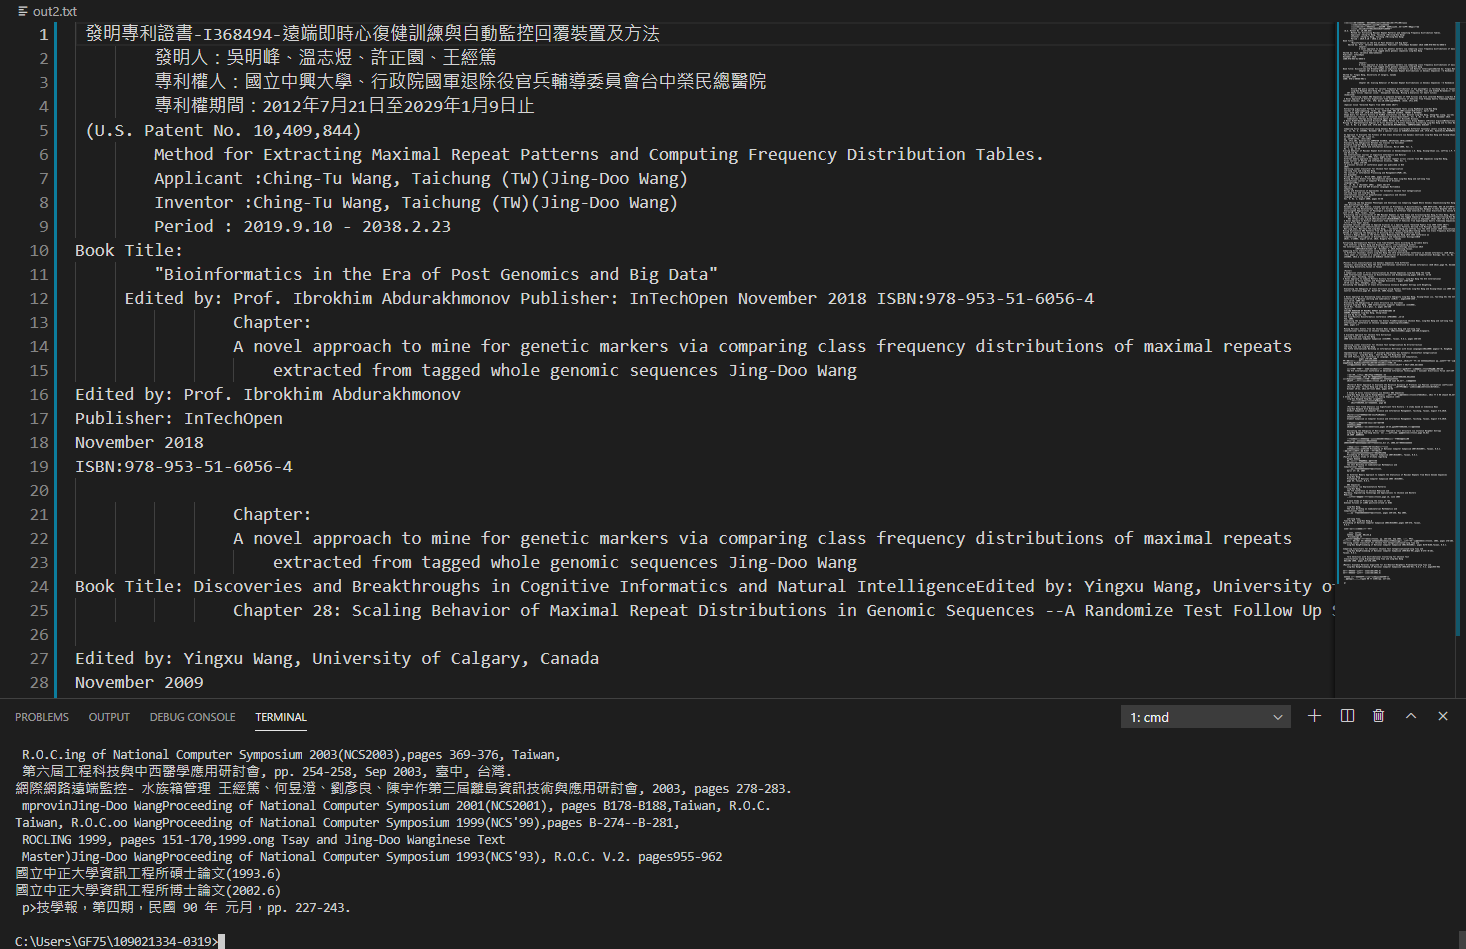 out2.txt
1 發明專利證書-I368494-遠端即時心復健訓練與自動監控回覆裝置及方法
2 發明人：吳明峰、溫志煜、許正園、王經篤
3 專利權人：國立中興大學、行政院國軍退除役官兵輔導委員會台中榮民總醫院
4 專利權期間：2012年7月21日至2029年1月9日止
5 (U.S. Patent No. 10,409,844)
6 Method for Extracting Maximal Repeat Patterns and Computing Frequency Distribution Tables.
7 Applicant :Ching-Tu Wang, Taichung (TW)(Jing-Doo Wang)
8 Inventor :Ching-Tu Wang, Taichung (TW)(Jing-Doo Wang)
9 Period : 2019.9.10 - 2038.2.23
10 Book Title:
11 "Bioinformatics in the Era of Post Genomics and Big Data"
12 Edited by: Prof. Ibrokhim Abdurakhmonov Publisher: InTechOpen November 2018 ISBN:978-953-51-6056-4
13 Chapter:
14 A novel approach to mine for genetic markers via comparing class frequency distributions of maximal repeats
15 extracted from tagged whole genomic sequences Jing-Doo Wang
16 Edited by: Prof. Ibrokhim Abdurakhmonov
17 Publisher: InTechOpen
18 November 2018
19 ISBN:978-953-51-6056-4
20
21 Chapter:
22 A novel approach to mine for genetic markers via comparing class frequency distributions of maximal repeats
23 extracted from tagged whole genomic sequences Jing-Doo Wang
24 Book Title: Discoveries and Breakthroughs in Cognitive Informatics and Natural IntelligenceEdited by: Yingxu Wang, University o
25 Chapter 28: Scaling Behavior of Maximal Repeat Distributions in Genomic Sequences --A Randomize Test Follow Up S
26
27 Edited by: Yingxu Wang, University of Calgary, Canada
28 November 2009
PROBLEMS OUTPUT DEBUG CONSOLE TERMINAL 1: cmd
R.O.C.ing of National Computer Symposium 2003(NCS2003),pages 369-376, Taiwan,
第六屆工程科技與中西醫學應用研討會, pp. 254-258, Sep 2003, 臺中, 台灣.
網際網路遠端監控- 水族箱管理 王經篤、何昱澄、劉彥良、陳宇作第三屆離島資訊技術與應用研討會, 2003, pages 278-283.
mprovinJing-Doo WangProceeding of National Computer Symposium 2001(NCS2001), pages B178-B188,Taiwan, R.O.C.
Taiwan, R.O.C.oo WangProceeding of National Computer Symposium 1999(NCS'99),pages B-274--B-281,
ROCLING 1999, pages 151-170,1999.ong Tsay and Jing-Doo Wanginese Text
Master)Jing-Doo WangProceeding of National Computer Symposium 1993(NCS'93), R.O.C. V.2. pages955-962
國立中正大學資訊工程所碩士論文(1993.6)
國立中正大學資訊工程所博士論文(2002.6)
p>技學報，第四期，民國 90 年 元月，pp. 227-243.
C:\Users\GF75\109021334-0319>